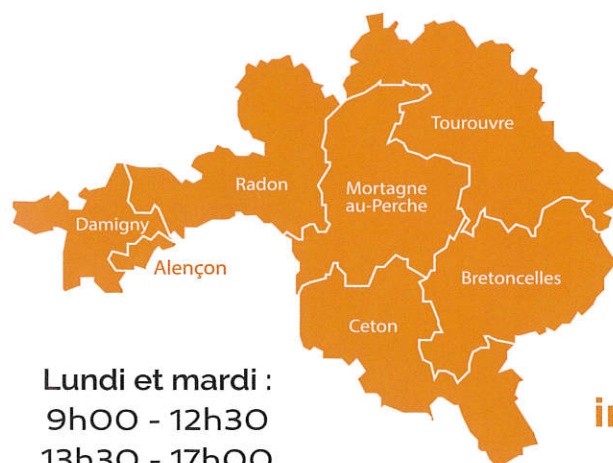 Tourouvre
Radon
Mortagne
au-Perche
Damigny
Alençon
Bretoncelles
Ceton
Lundi et mardi :
9h00 - 12h30
13h30 - 17h00